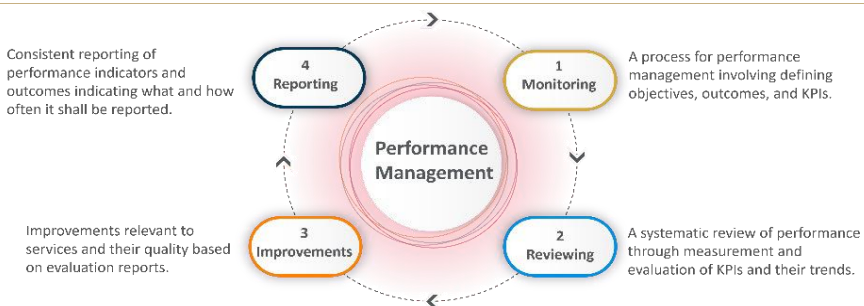 Performance
Management
1
Monitoring
A process for performance
management involving defining
objectives, outcomes, and KPIs.
2
Reviewing
A systematic review of performance
through measurement and
evaluation of KPIs and their trends.
3
Improvements
Improvements relevant to
services and their quality based
on evaluation reports.
4
Reporting
Consistent reporting of
performance indicators and
outcomes indicating what and how
often it shall be reported.